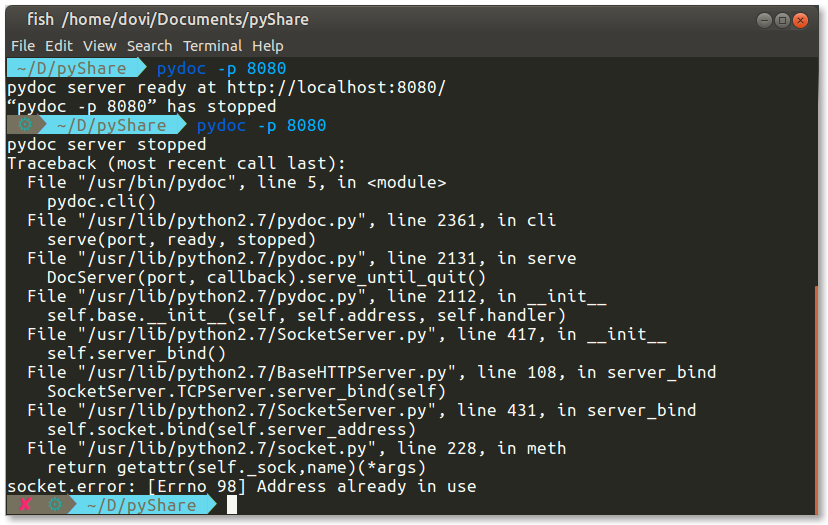 fish /home/dovi/Documents/pyShare
File Edit View Search Terminal Help
~/D/pyShare pydoc -p 8080
pydoc server ready at http://localhost:8080/
“pydoc -p 8080” has stopped
⚙ ~/D/pyShare pydoc -p 8080
pydoc server stopped
Traceback (most recent call last):
  File "/usr/bin/pydoc", line 5, in <module>
    pydoc.cli()
  File "/usr/lib/python2.7/pydoc.py", line 2361, in cli
    serve(port, ready, stopped)
  File "/usr/lib/python2.7/pydoc.py", line 2131, in serve
    DocServer(port, callback).serve_until_quit()
  File "/usr/lib/python2.7/pydoc.py", line 2112, in __init__
    self.base.__init__(self, self.address, self.handler)
  File "/usr/lib/python2.7/SocketServer.py", line 417, in __init__
    self.server_bind()
  File "/usr/lib/python2.7/BaseHTTPServer.py", line 108, in server_bind
    SocketServer.TCPServer.server_bind(self)
  File "/usr/lib/python2.7/SocketServer.py", line 431, in server_bind
    self.socket.bind(self.server_address)
  File "/usr/lib/python2.7/socket.py", line 228, in meth
    return getattr(self._sock,name)(*args)
socket.error: [Errno 98] Address already in use
✘ ⚙ ~/D/pyShare